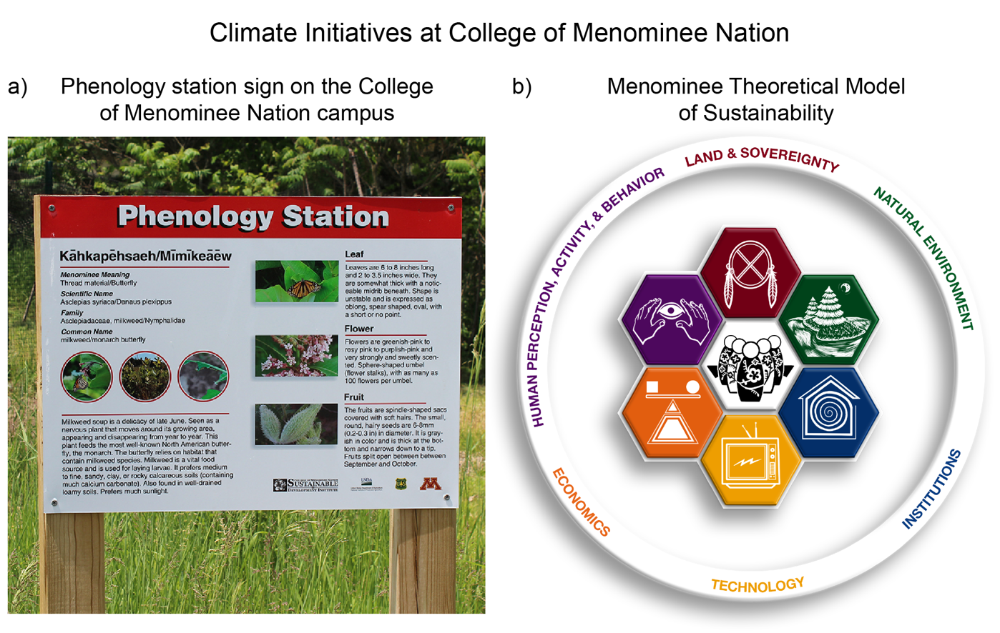 Climate Initiatives at College of Menominee Nation
a) Phenology station sign on the College
of Menominee Nation campus
Phenology Station
Kāhkapēhsaeh/Mīmīkeāēw
Menominee Meaning
Thread material/Butterfly
Scientific Name
Asclepias syriaca/Danaus plexippus
Family
Asclepiadaceae, milkweed/Nymphalidae
Common Name
milkweed/monarch butterfly
Milkweed soup is a delicacy of late June. Seen as a
nervous plant that moves around its growing area,
appearing and disappearing from year to year. This
plant feeds the most well-known North American butter-
fly, the monarch. The butterfly relies on habitat that
contain milkweed species. Milkweed is a vital food
source and is used for laying larvae. It prefers medium
to fine, sandy, clay, or rocky calcareous soils (containing
much calcium carbonate). Also found in well-drained
loamy soils. Prefers much sunlight.
Leaf
Leaves are 6 to 8 inches long
and 2 to 3.5 inches wide. They
are somewhat thick with a notic-
eable midrib beneath. Shape is
unstable and is expressed as
oblong, spear shaped, oval, with
a short or no point.
Flower
Flowers are greenish-pink to
rosy pink to purplish-pink and
very strongly and sweetly scen-
ted. Sphere-shaped umbel
(flower stalks), with as many as
100 flowers per umbel.
Fruit
The fruits are spindle-shaped sacs
covered with soft hairs. The small,
round, hairy seeds are 6-8mm
(0.2-0.3 in) in diameter. It is gray-
ish in color and is thick at the bot-
tom and narrows down to a tip.
Fruits split open between between
September and October.
College of Menominee Nation
Sustainable
Development Institute
USDA
UAS
M
b) Menominee Theoretical Model
of Sustainability
LAND & SOVEREIGNTY
NATURAL ENVIRONMENT
INSTITUTIONS
TECHNOLOGY
ECONOMICS
HUMAN PERCEPTION, ACTIVITY, & BEHAVIOR